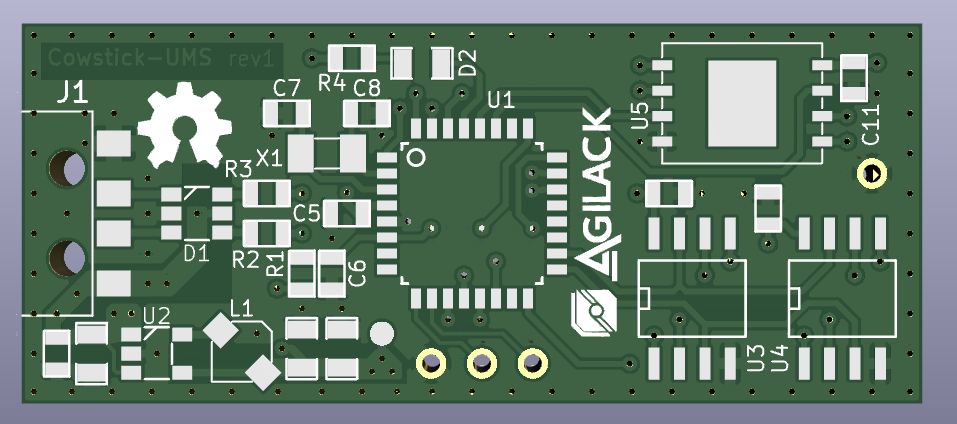 Cowstick-UMS rev1
J1
R4
D2
C7
C8
U1
U5
C11
AGILACK
X1
R3
C5
D1
R2
R1
C6
U2
L1
U3
U4